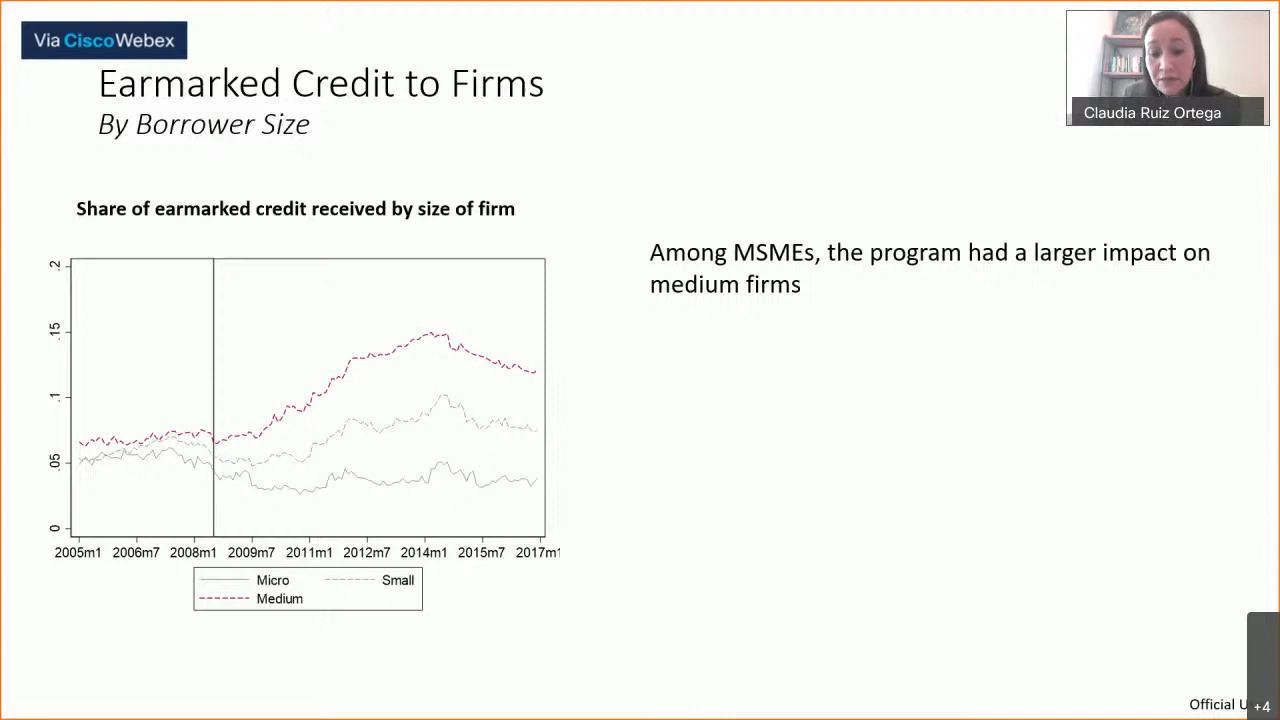 Via CiscoWebex
Earmarked Credit to Firms
By Borrower Size
Claudia Ruiz Ortega
Share of earmarked credit received by size of firm
Among MSMEs, the program had a larger impact on
medium firms
.2
.15
.1
.05
0
2005m1 2006m7 2008m1 2009m7 2011m1 2012m7 2014m1 2015m7 2017m1
Micro Small
Medium
Official U
+4